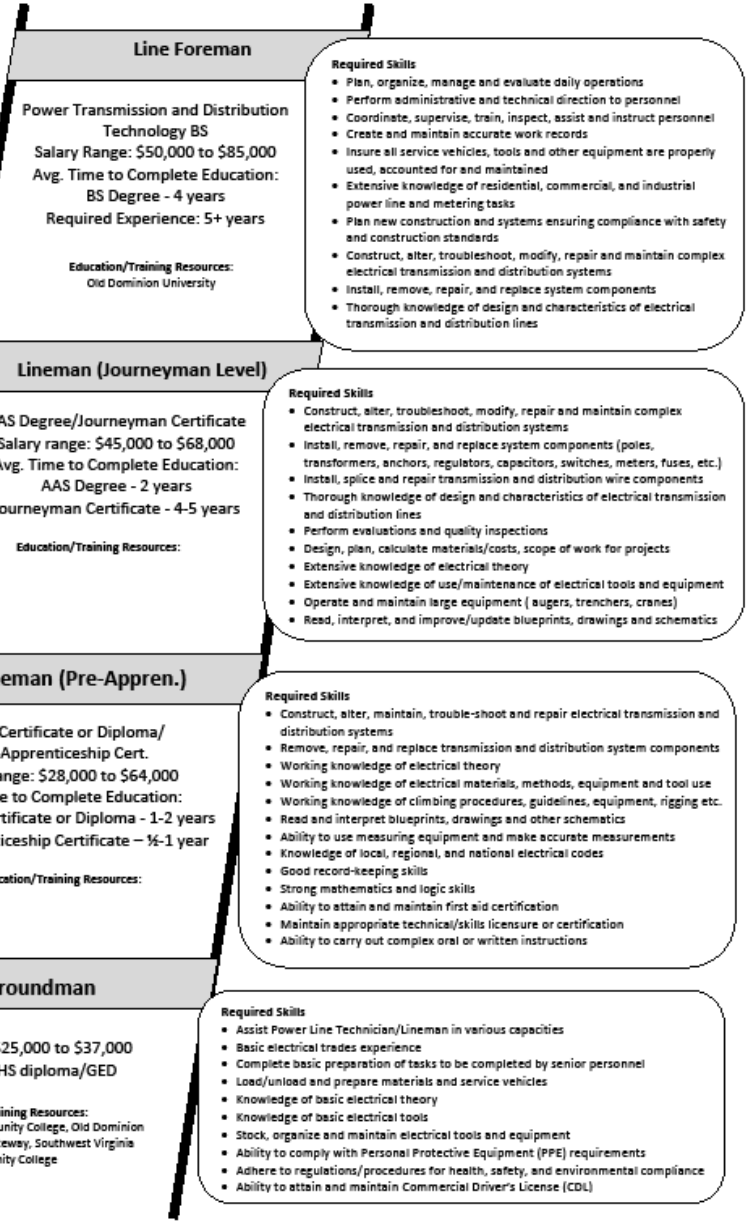 Line Foreman
Power Transmission and Distribution
Technology BS
Salary Range: $50,000 to $85,000
Avg. Time to Complete Education:
BS Degree - 4 years
Required Experience: 5+ years
Education/Training Resources:
Old Dominion University
Required Skills
• Plan, organize, manage and evaluate daily operations
• Perform administrative and technical direction to personnel
• Coordinate, supervise, train, inspect, assist and instruct personnel
• Create and maintain accurate work records
• Insure all service vehicles, tools and other equipment are properly
used, accounted for and maintained
• Extensive knowledge of residential, commercial, and industrial
power line and metering tasks
• Plan new construction and systems ensuring compliance with safety
and construction standards
• Construct, alter, troubleshoot, modify, repair and maintain complex
electrical transmission and distribution systems
• Install, remove, repair, and replace system components
• Thorough knowledge of design and characteristics of electrical
transmission and distribution lines
Lineman (Journeyman Level)
AS Degree/Journeyman Certificate
Salary range: $45,000 to $68,000
Avg. Time to Complete Education:
AAS Degree - 2 years
ourneyman Certificate - 4-5 years
Education/Training Resources:
Required Skills
• Construct, alter, troubleshoot, modify, repair and maintain complex
electrical transmission and distribution systems
• Install, remove, repair, and replace system components (poles,
transformers, anchors, regulators, capacitors, switches, meters, fuses, etc.)
• Install, splice and repair transmission and distribution wire components
• Thorough knowledge of design and characteristics of electrical transmission
and distribution lines
• Perform evaluations and quality inspections
• Design, plan, calculate materials/costs, scope of work for projects
• Extensive knowledge of electrical theory
• Extensive knowledge of use/maintenance of electrical tools and equipment
• Operate and maintain large equipment ( augers, trenchers, cranes)
• Read, interpret, and improve/update blueprints, drawings and schematics
eman (Pre-Appren.)
Certificate or Diploma/
Apprenticeship Cert.
ange: $28,000 to $64,000
e to Complete Education:
rtificate or Diploma - 1-2 years
iceship Certificate – ½-1 year
cation/Training Resources:
Required Skills
• Construct, alter, maintain, trouble-shoot and repair electrical transmission and
distribution systems
• Remove, repair, and replace transmission and distribution system components
• Working knowledge of electrical theory
• Working knowledge of electrical materials, methods, equipment and tool use
• Working knowledge of climbing procedures, guidelines, equipment, rigging etc.
• Read and interpret blueprints, drawings and other schematics
• Ability to use measuring equipment and make accurate measurements
• Knowledge of local, regional, and national electrical codes
• Good record-keeping skills
• Strong mathematics and logic skills
• Ability to attain and maintain first aid certification
• Maintain appropriate technical/skills licensure or certification
• Ability to carry out complex oral or written instructions
roundman
$25,000 to $37,000
HS diploma/GED
ining Resources:
unity College, Old Dominion
teway, Southwest Virginia
nity College
Required Skills
• Assist Power Line Technician/Lineman in various capacities
• Basic electrical trades experience
• Complete basic preparation of tasks to be completed by senior personnel
• Load/unload and prepare materials and service vehicles
• Knowledge of basic electrical theory
• Knowledge of basic electrical tools
• Stock, organize and maintain electrical tools and equipment
• Ability to comply with Personal Protective Equipment (PPE) requirements
• Adhere to regulations/procedures for health, safety, and environmental compliance
• Ability to attain and maintain Commercial Driver's License (CDL)